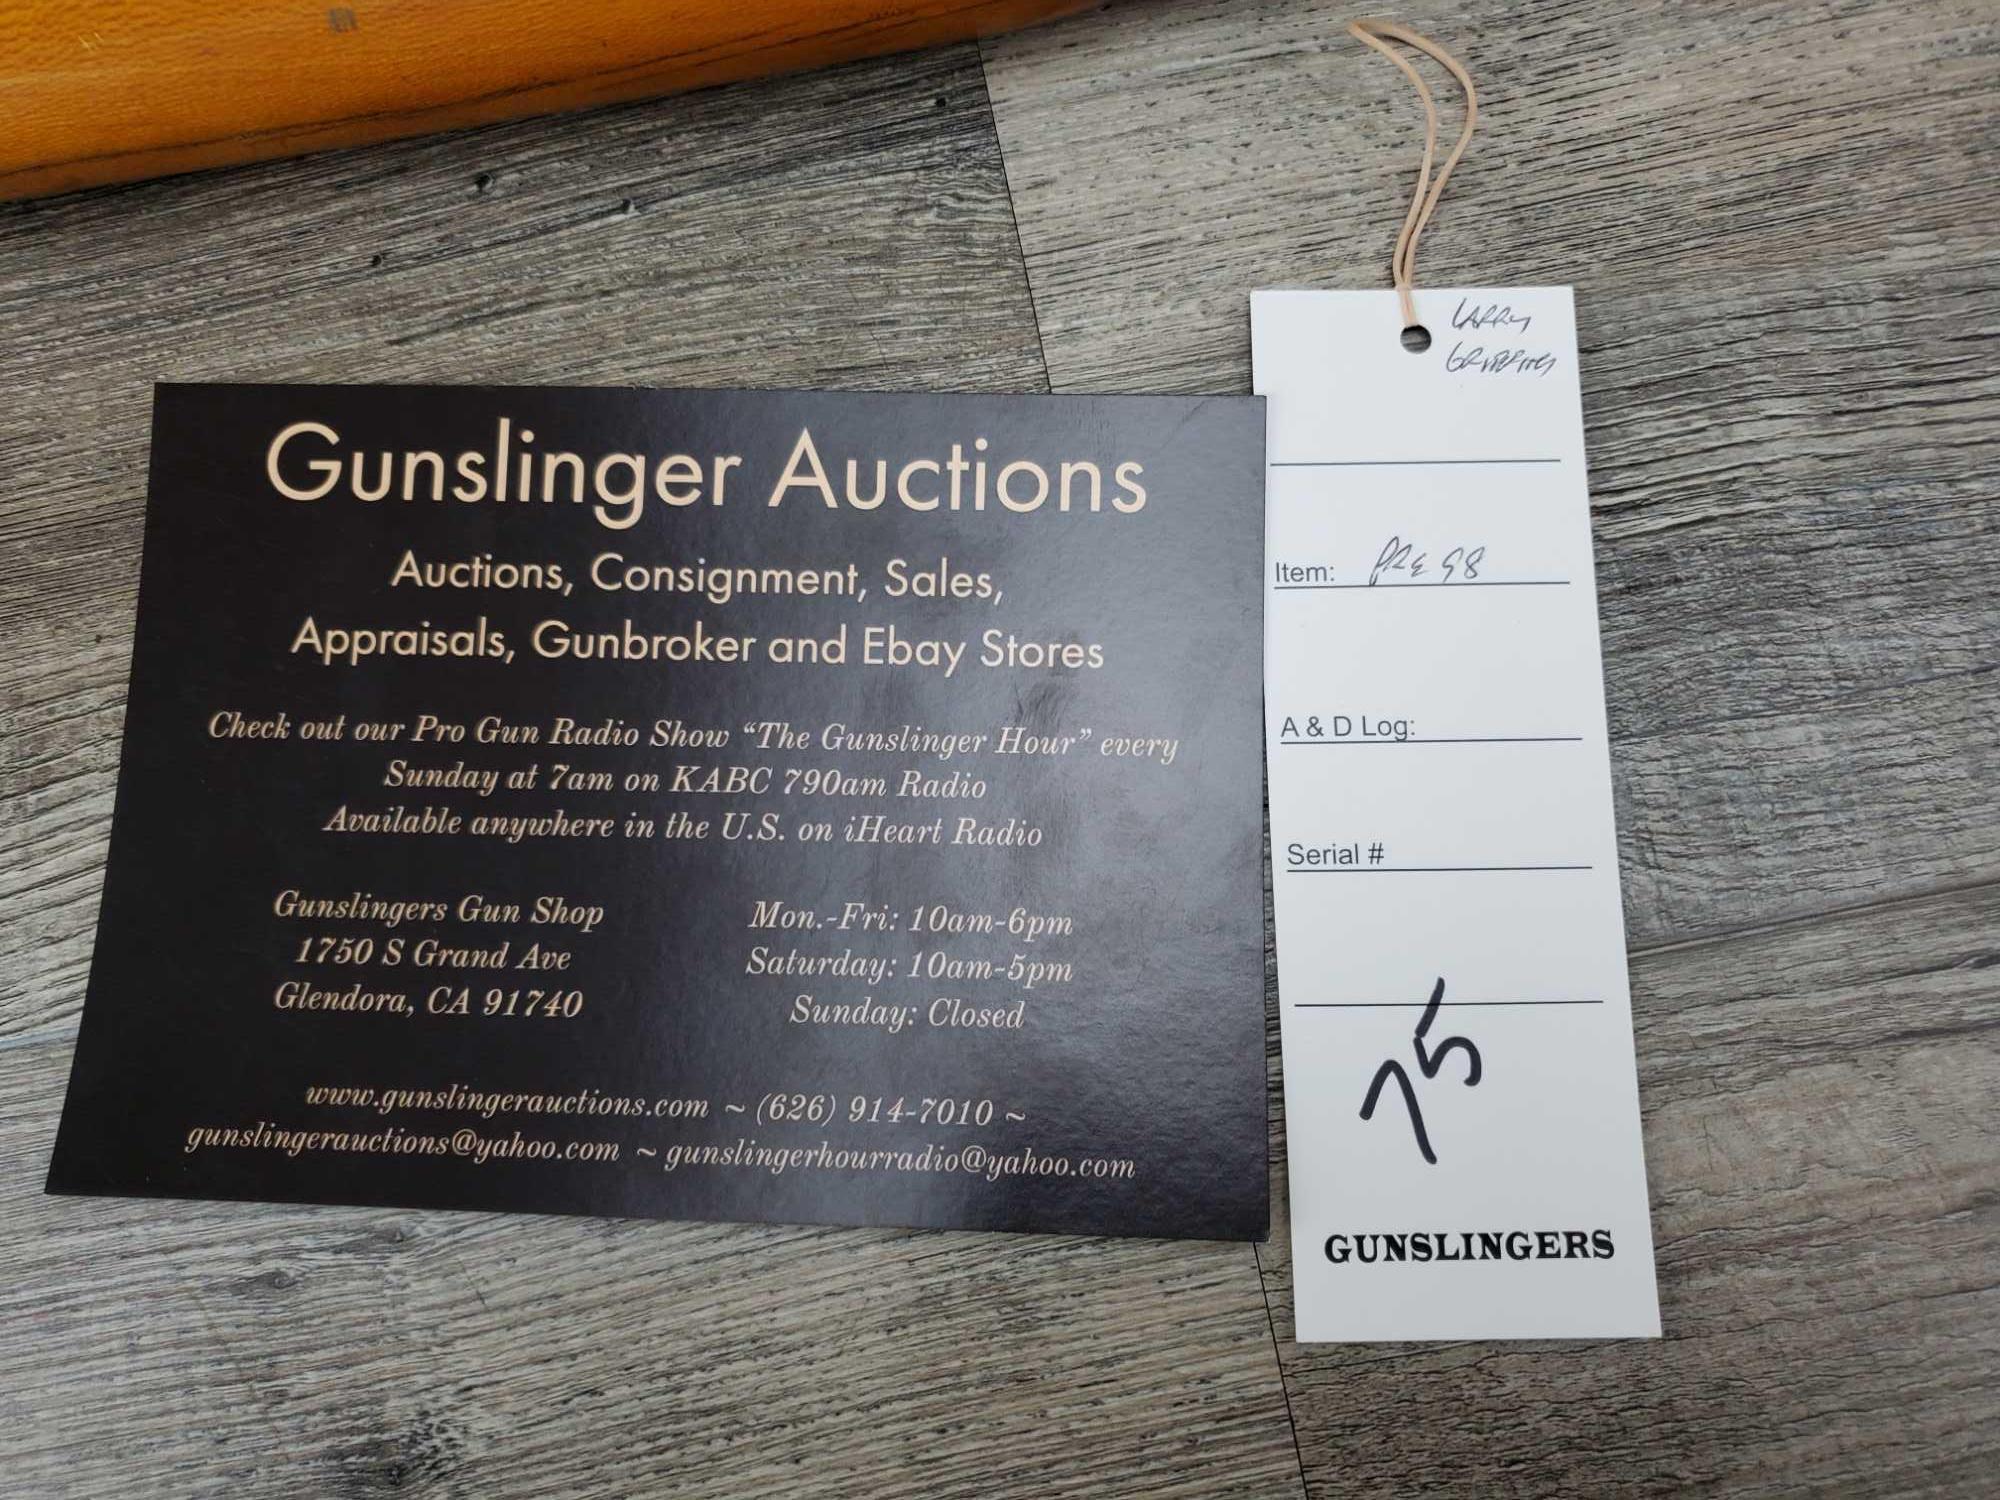 Gunslinger Auctions
Auctions, Consignment, Sales,
Appraisals, Gunbroker and Ebay Stores
Check out our Pro Gun Radio Show “The Gunslinger Hour” every
Sunday at 7am on KABC 790am Radio
Available anywhere in the U.S. on iHeart Radio
Gunslingers Gun Shop
1750 S Grand Ave
Glendora, CA 91740
Mon.-Fri: 10am-6pm
Saturday: 10am-5pm
Sunday: Closed
www.gunslingerauctions.com ~ (626) 914-7010 ~
gunslingerauctions@yahoo.com ~ gunslingerhourradio@yahoo.com
LARRY
Item: PRE 98
A & D Log:
Serial #
75
GUNSLINGERS